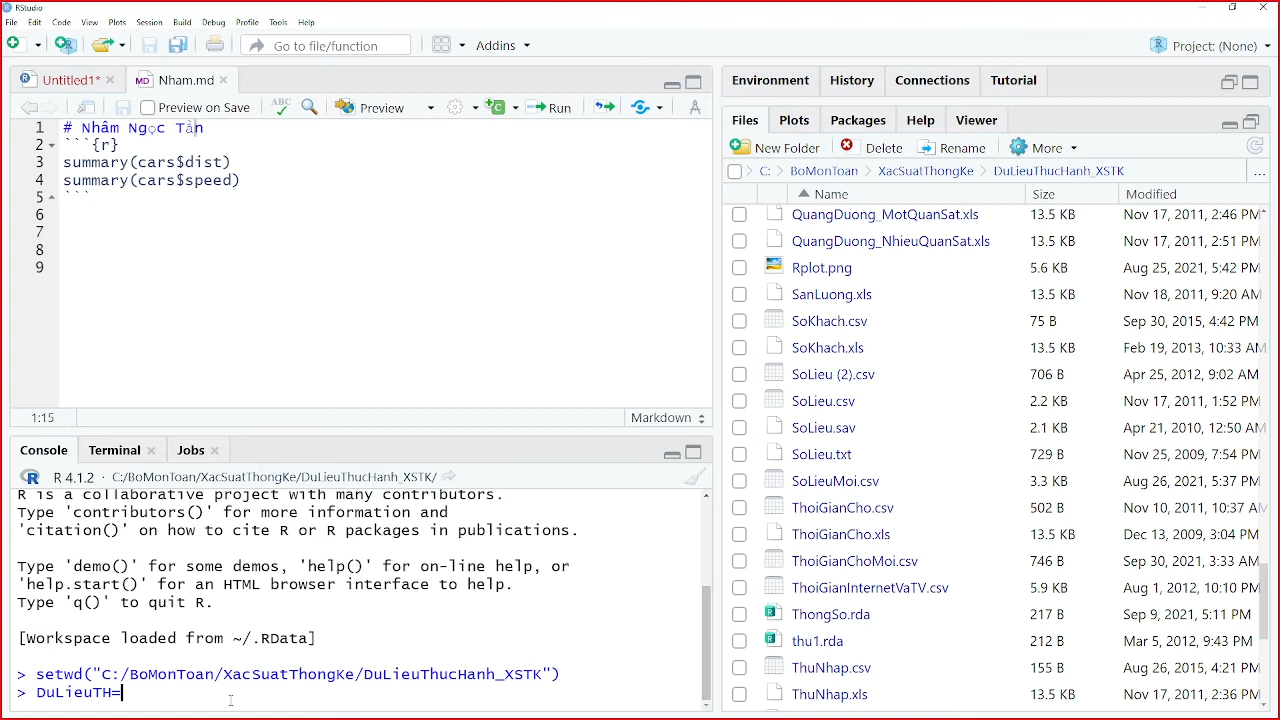 RStudio
File Edit Code View Plots Session Build Debug Profile Tools Help
Go to file/function Addins Project: (None)
Untitled1* Nham.md
Preview on Save ABC Preview Run
1 # Nhâm Ngọc Tần
2 ```{r}
3 summary(cars$dist)
4 summary(cars$speed)
5 ```
6
7
8
9
1:15 Markdown
Console Terminal Jobs
R 4.1.2 · C:/BoMonToan/XacSuatThongKe/DuLieuThucHanh_XSTK/
R is a collaborative project with many contributors.
Type 'contributors()' for more information and
'citation()' on how to cite R or R packages in publications.
Type 'demo()' for some demos, 'help()' for on-line help, or
'help.start()' for an HTML browser interface to help.
Type 'q()' to quit R.
[Workspace loaded from ~/.RData]
> setwd("C:/BoMonToan/XacSuatThongKe/DuLieuThucHanh_XSTK")
> DuLieuTH=
Environment History Connections Tutorial
Files Plots Packages Help Viewer
New Folder Delete Rename More
C: BoMonToan XacSuatThongKe DuLieuThucHanh_XSTK ...
Name Size Modified
QuangDuong_MotQuanSat.xls 13.5 KB Nov 17, 2011, 2:46 PM
QuangDuong_NhieuQuanSat.xls 13.5 KB Nov 17, 2011, 2:51 PM
Rplot.png 5.6 KB Aug 25, 2021, 5:42 PM
SanLuong.xls 13.5 KB Nov 18, 2011, 9:20 AM
SoKhach.csv 75 B Sep 30, 2015, 4:42 PM
SoKhach.xls 13.5 KB Feb 19, 2013, 10:33 AM
SoLieu (2).csv 706 B Apr 25, 2012, 9:02 AM
SoLieu.csv 2.2 KB Nov 17, 2011, 1:52 PM
SoLieu.sav 2.1 KB Apr 21, 2010, 12:50 AM
SoLieu.txt 729 B Nov 25, 2009, 7:54 PM
SoLieuMoi.csv 3.3 KB Aug 26, 2021, 5:37 PM
ThoiGianCho.csv 502 B Nov 10, 2011, 10:37 AM
ThoiGianCho.xls 13.5 KB Dec 13, 2009, 3:04 PM
ThoiGianChoMoi.csv 746 B Sep 30, 2021, 3:33 AM
ThoiGianInternetVaTV.csv 5.9 KB Aug 1, 2012, 10:10 PM
ThongSo.rda 217 B Sep 9, 2021, 5:11 PM
thu1.rda 212 B Mar 5, 2012, 9:43 PM
ThuNhap.csv 155 B Aug 26, 2021, 4:21 PM
ThuNhap.xls 13.5 KB Nov 25, 2009, 7:54 PM